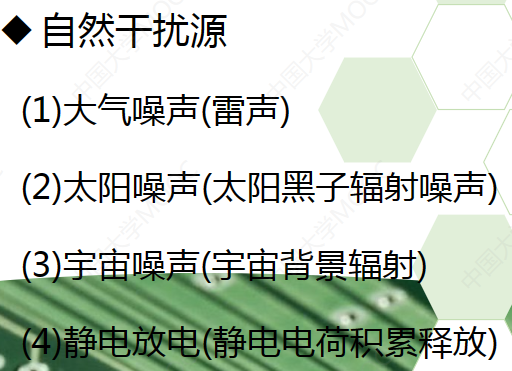 ◆ 自然干扰源
(1)大气噪声(雷声)
(2)太阳噪声(太阳黑子辐射噪声)
(3)宇宙噪声(宇宙背景辐射)
(4)静电放电(静电电荷积累释放)